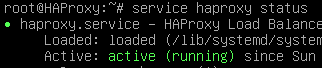 root@HAProxy:~# service haproxy status
● haproxy.service - HAProxy Load Balance
Loaded: loaded (/lib/systemd/system
Active: active (running) since Sun